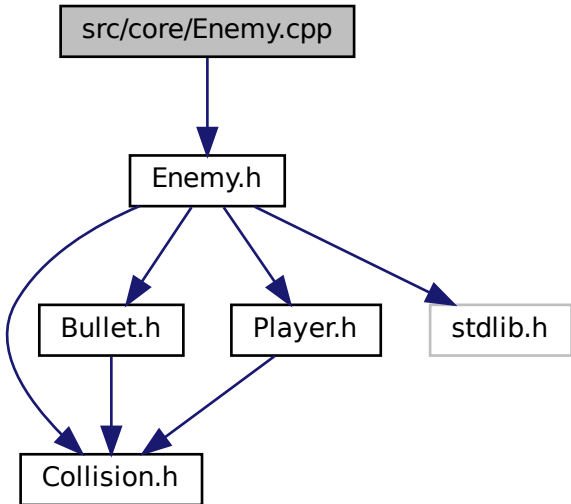 src/core/Enemy.cpp
Enemy.h
Bullet.h
Player.h
stdlib.h
Collision.h